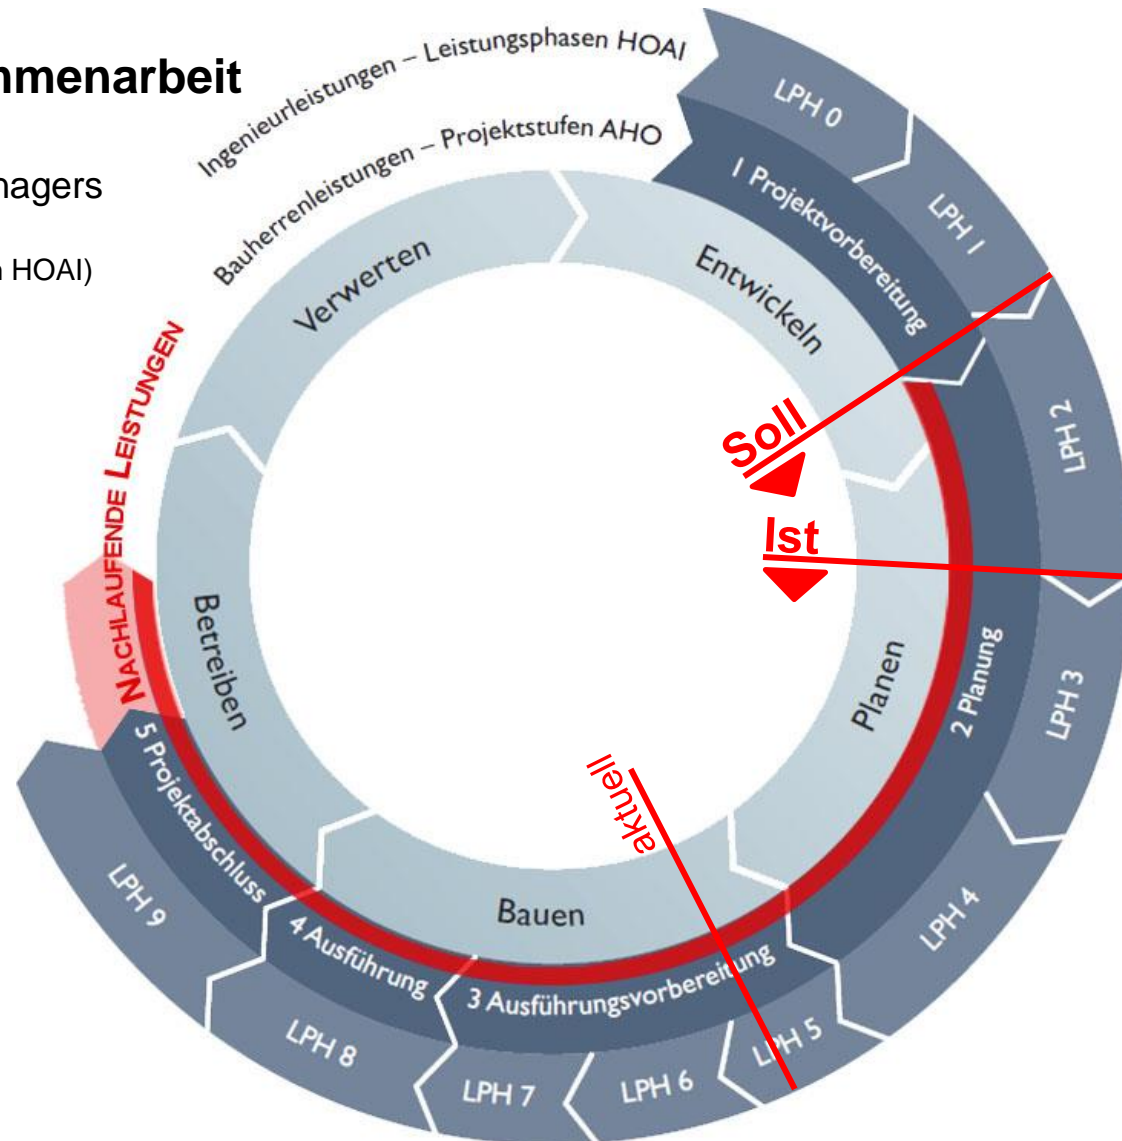 mmenarbeit
nagers
n HOAI)
Ingenieurleistungen – Leistungsphasen HOAI
Bauherrenleistungen – Projektstufen AHO
NACHLAUFENDE LEISTUNGEN
LPH 0
LPH 1
LPH 2
LPH 3
LPH 4
LPH 5
LPH 6
LPH 7
LPH 8
LPH 9
1 Projektvorbereitung
2 Planung
3 Ausführungsvorbereitung
4 Ausführung
5 Projektabschluss
Entwickeln
Planen
Bauen
Betreiben
Verwerten
Soll
Ist
aktuell